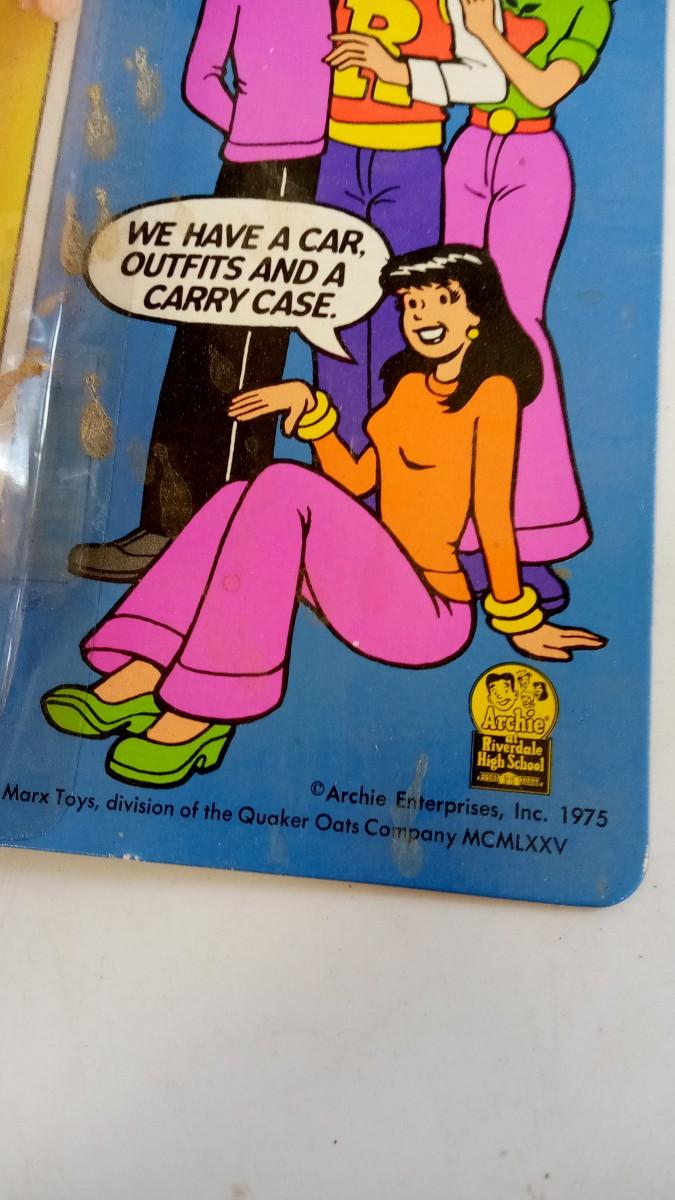 R
WE HAVE A CAR,
OUTFITS AND A
CARRY CASE.
Archie®
at
Riverdale
High School
©Archie Enterprises, Inc. 1975
Marx Toys, division of the Quaker Oats Company MCMLXXV